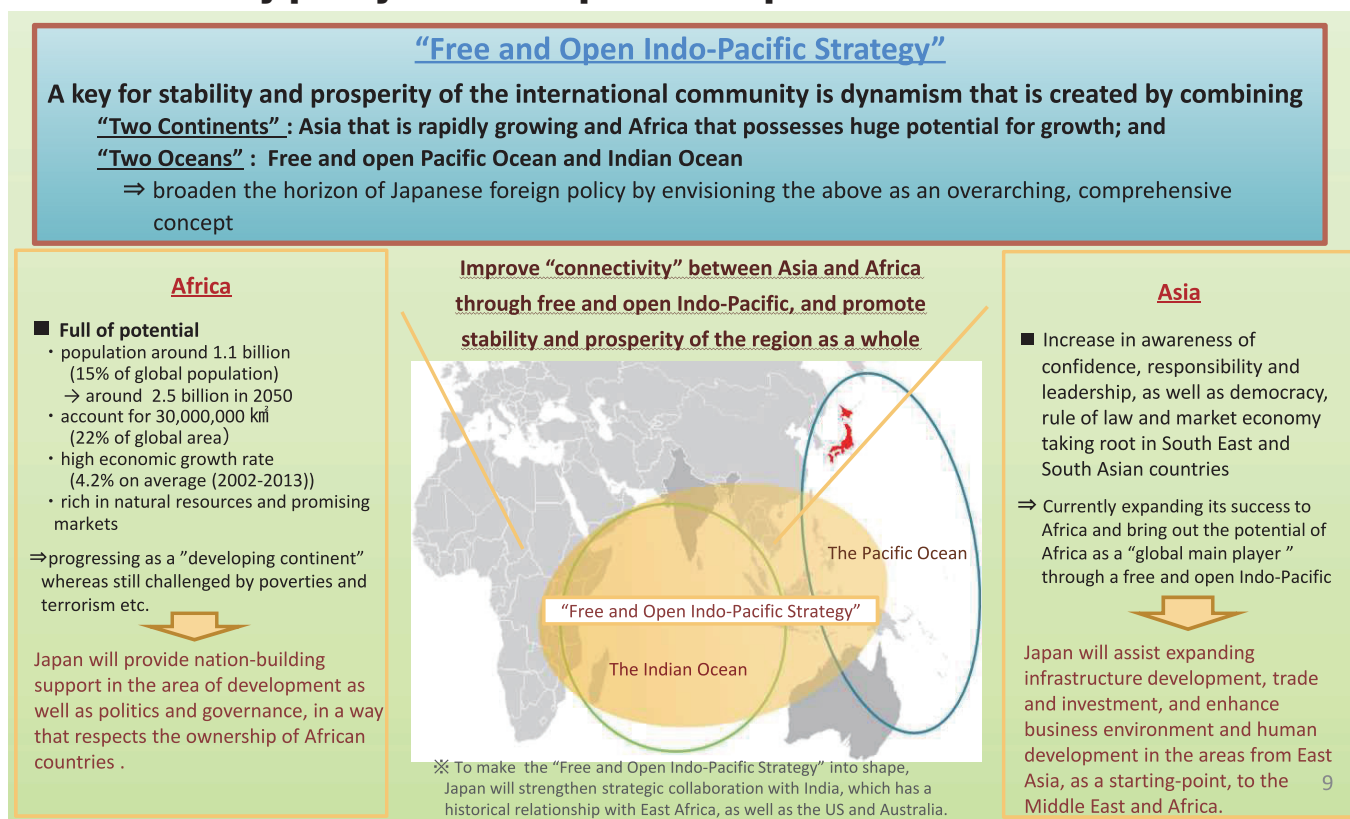 “Free and Open Indo-Pacific Strategy”
A key for stability and prosperity of the international community is dynamism that is created by combining
“Two Continents” : Asia that is rapidly growing and Africa that possesses huge potential for growth; and
“Two Oceans” : Free and open Pacific Ocean and Indian Ocean
⇒ broaden the horizon of Japanese foreign policy by envisioning the above as an overarching, comprehensive
concept
Africa
■ Full of potential
・population around 1.1 billion
(15% of global population)
→ around 2.5 billion in 2050
・account for 30,000,000 ㎢
(22% of global area）
・high economic growth rate
(4.2% on average (2002-2013))
・rich in natural resources and promising
markets
⇒progressing as a ”developing continent”
whereas still challenged by poverties and
terrorism etc.
Japan will provide nation-building
support in the area of development as
well as politics and governance, in a way
that respects the ownership of African
countries .
Improve “connectivity” between Asia and Africa
through free and open Indo-Pacific, and promote
stability and prosperity of the region as a whole
The Pacific Ocean
“Free and Open Indo-Pacific Strategy”
The Indian Ocean
※ To make the “Free and Open Indo-Pacific Strategy” into shape,
Japan will strengthen strategic collaboration with India, which has a
historical relationship with East Africa, as well as the US and Australia.
Asia
■ Increase in awareness of
confidence, responsibility and
leadership, as well as democracy,
rule of law and market economy
taking root in South East and
South Asian countries
⇒ Currently expanding its success to
Africa and bring out the potential of
Africa as a “global main player ”
through a free and open Indo-Pacific
Japan will assist expanding
infrastructure development, trade
and investment, and enhance
business environment and human
development in the areas from East
Asia, as a starting-point, to the
Middle East and Africa.
9